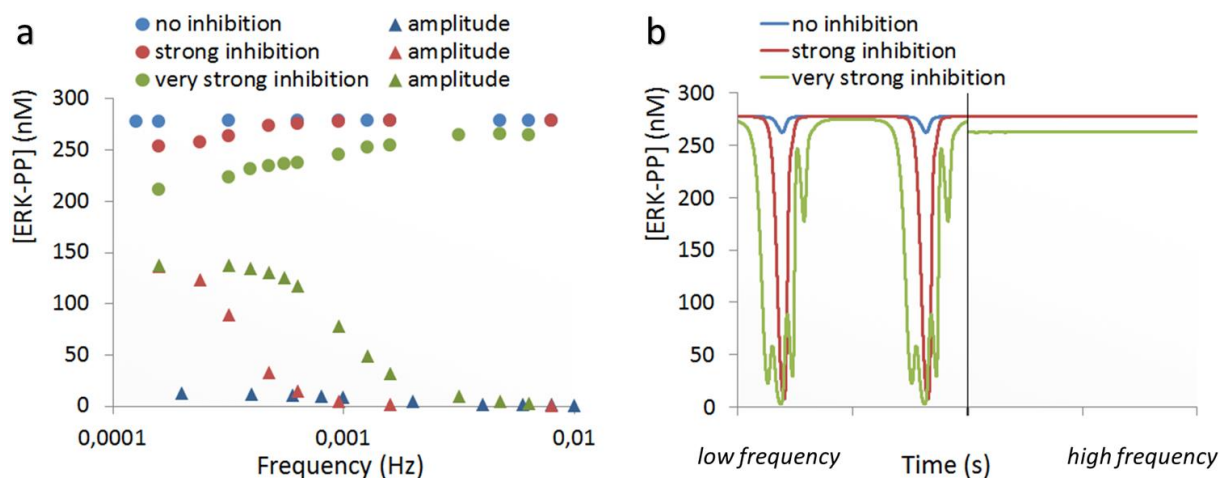 a
no inhibition
amplitude
strong inhibition
amplitude
very strong inhibition
amplitude
[ERK-PP] (nM)
300
250
200
150
100
50
0
0,0001
0,001
0,01
Frequency (Hz)
b
no inhibition
strong inhibition
very strong inhibition
[ERK-PP] (nM)
300
250
200
150
100
50
0
low frequency
Time (s)
high frequency